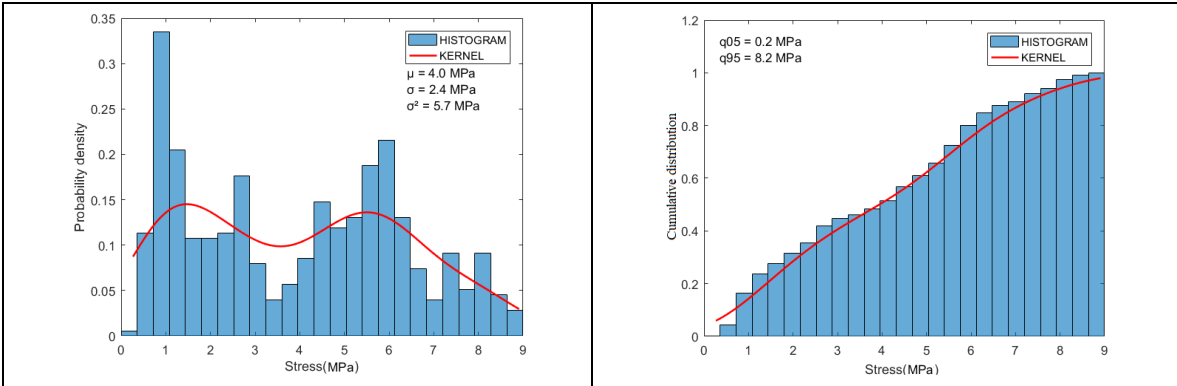 0.35
0.3
0.25
0.2
0.15
0.1
0.05
0
Probability density
HISTOGRAM
KERNEL
μ = 4.0 MPa
σ = 2.4 MPa
σ² = 5.7 MPa
0 1 2 3 4 5 6 7 8 9
Stress(MPa)
1.2
1
0.8
0.6
0.4
0.2
0
Cumulative distribution
q05 = 0.2 MPa
q95 = 8.2 MPa
HISTOGRAM
KERNEL
0 1 2 3 4 5 6 7 8 9
Stress(MPa)